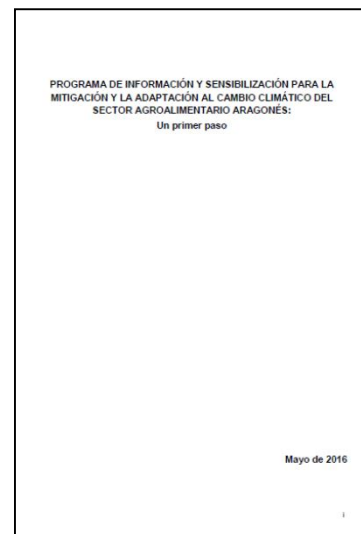 PROGRAMA DE INFORMACIÓN Y SENSIBILIZACIÓN PARA LA
MITIGACIÓN Y LA ADAPTACIÓN AL CAMBIO CLIMÁTICO DEL
SECTOR AGROALIMENTARIO ARAGONÉS:
Un primer paso
Mayo de 2016
i